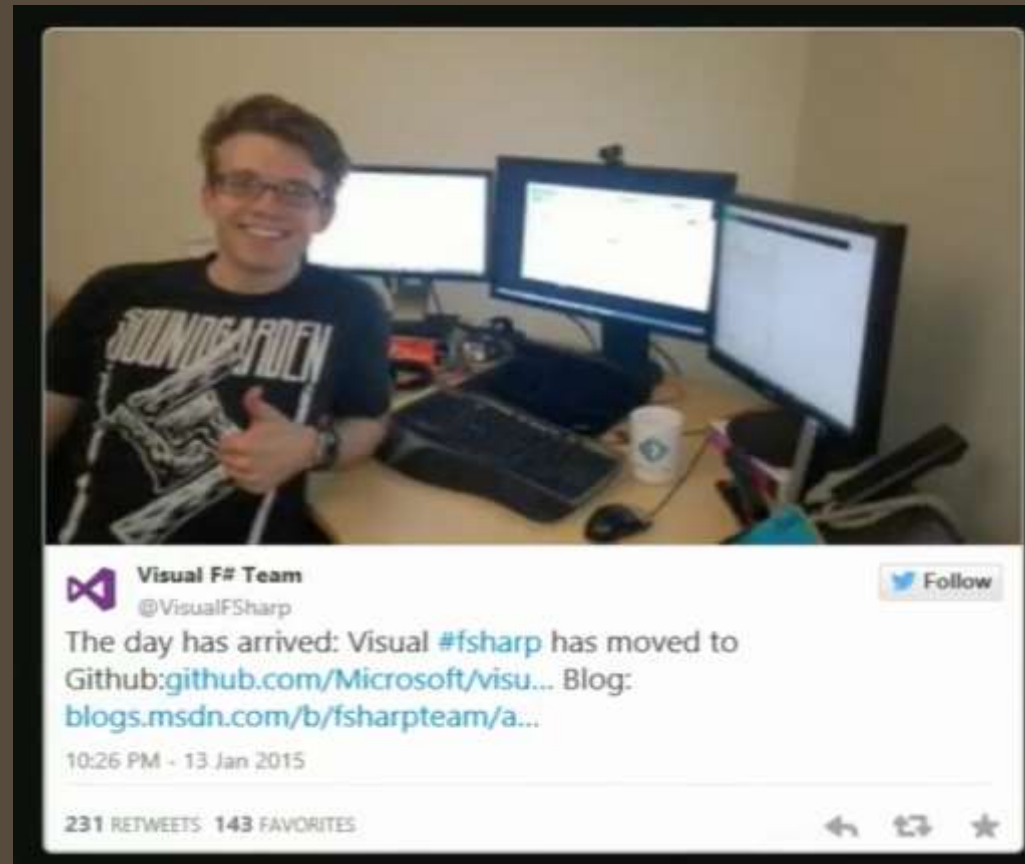 SOUNDGARDEN
Visual F# Team
@VisualFSharp
Follow
The day has arrived: Visual #fsharp has moved to
Github:github.com/Microsoft/visu... Blog:
blogs.msdn.com/b/fsharpteam/a...
10:26 PM - 13 Jan 2015
231 RETWEETS 143 FAVORITES